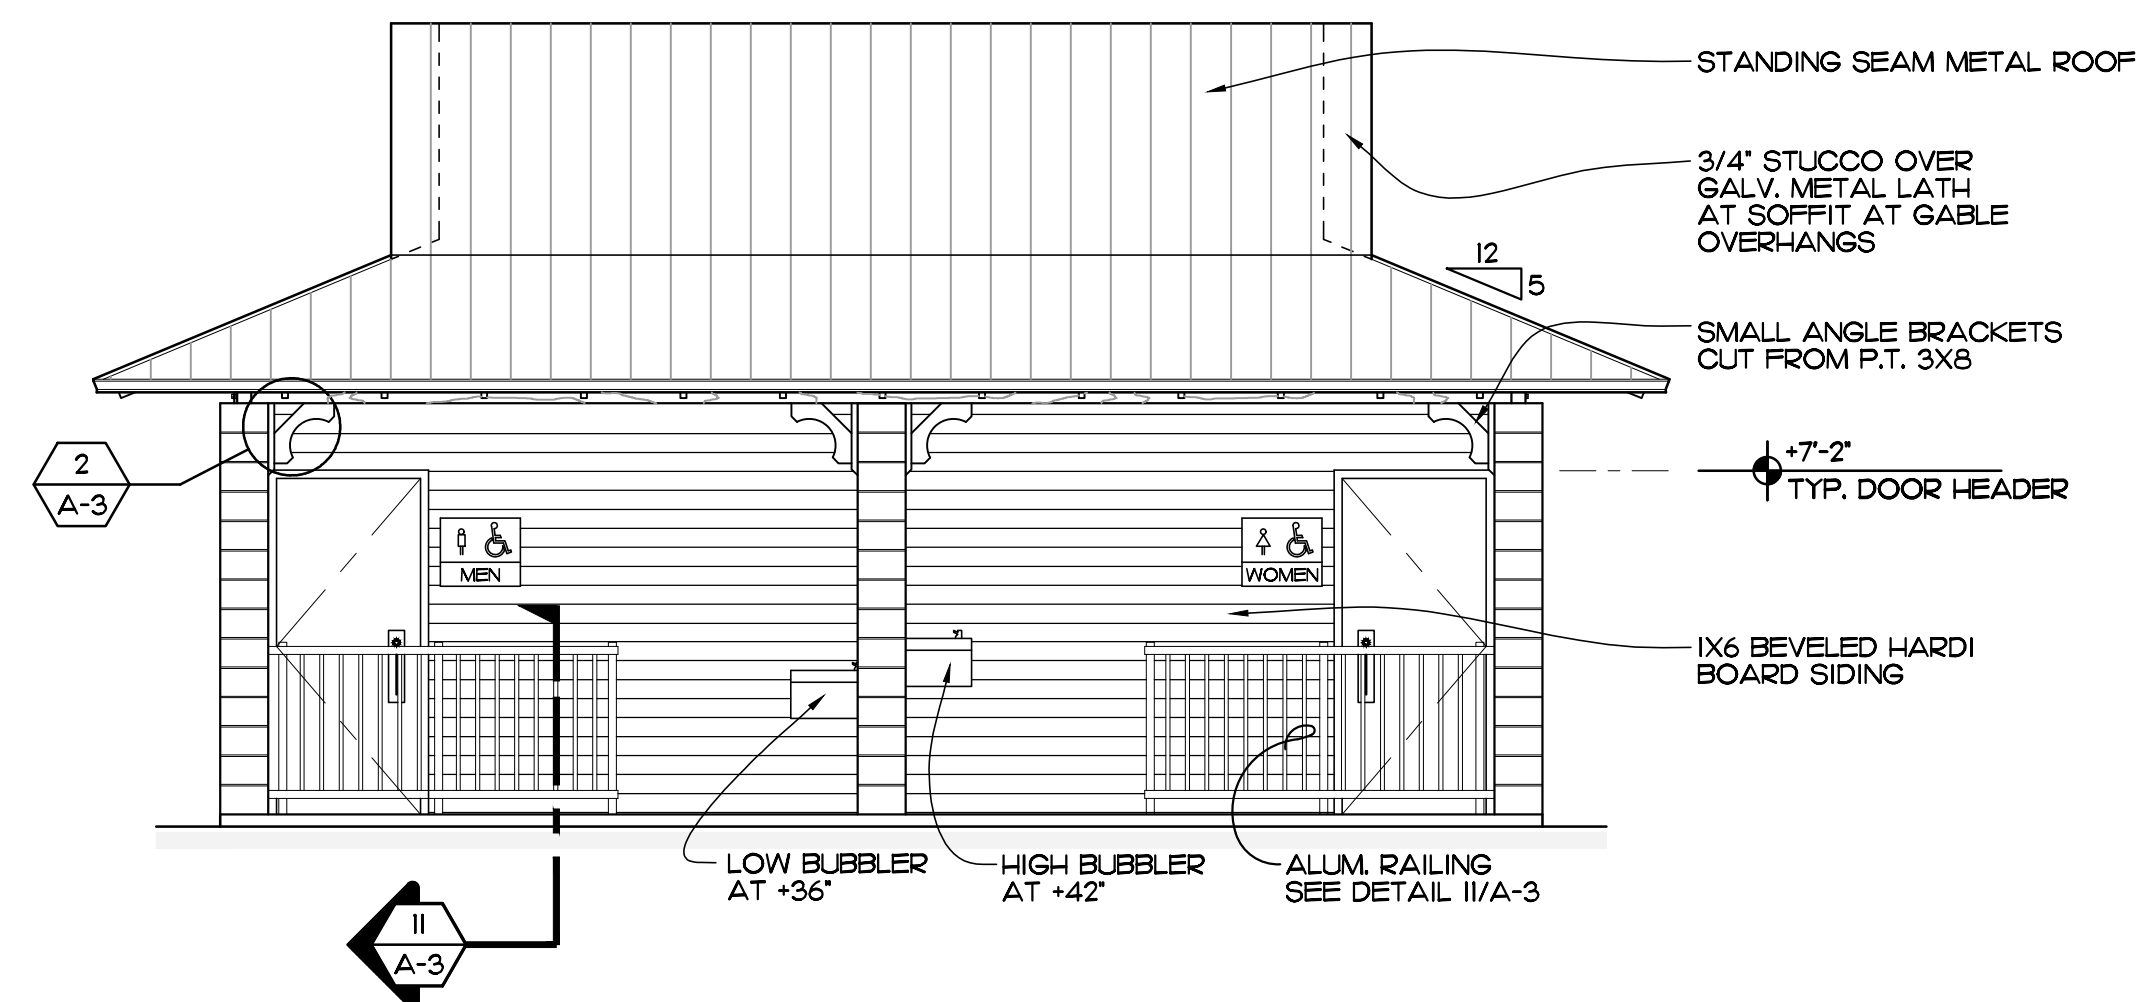 STANDING SEAM METAL ROOF
3/4" STUCCO OVER
GALV. METAL LATH
AT SOFFIT AT GABLE
OVERHANGS
12
5
SMALL ANGLE BRACKETS
CUT FROM P.T. 3X8
2
A-3
+7'-2"
TYP. DOOR HEADER
MEN
WOMEN
1X6 BEVELED HARDI
BOARD SIDING
LOW BUBBLER
AT +36"
HIGH BUBBLER
AT +42"
ALUM. RAILING
SEE DETAIL 11/A-3
11
A-3